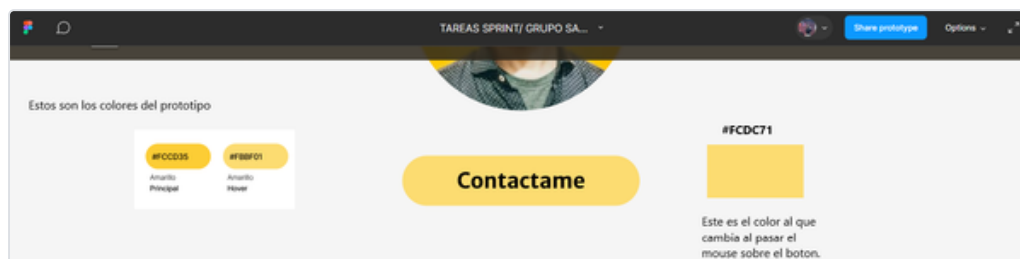 TAREAS SPRINT/ GRUPO SA...
Share prototype
Options
Estos son los colores del prototipo
#FCCD35
#FBBF01
Amarillo
Amarillo
Principal
Hover
Contactame
#FCDC71
Este es el color al que
cambia al pasar el
mouse sobre el boton.